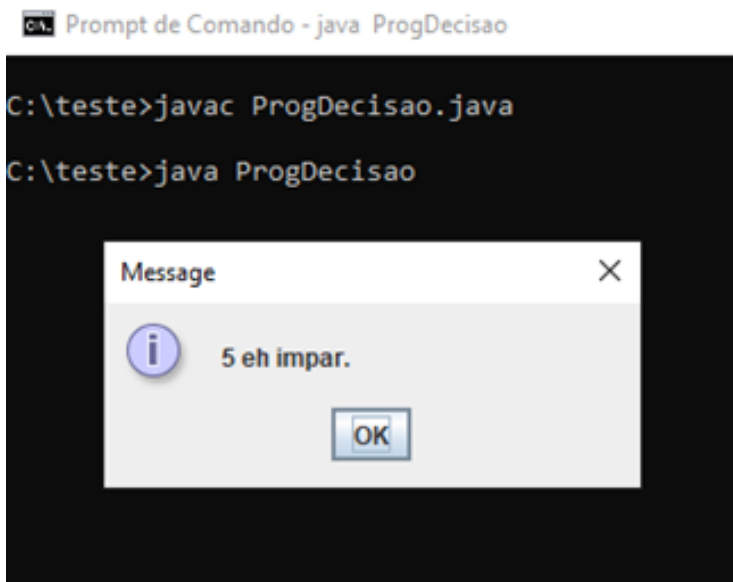 Prompt de Comando - java ProgDecisao
C:\teste>javac ProgDecisao.java
C:\teste>java ProgDecisao
Message
5 eh impar.
OK